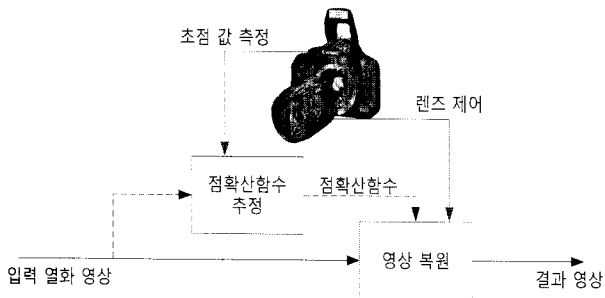 초점 값 측정
렌즈 제어
점확산함수
추정
점확산함수
영상 복원
입력 열화 영상
결과 영상